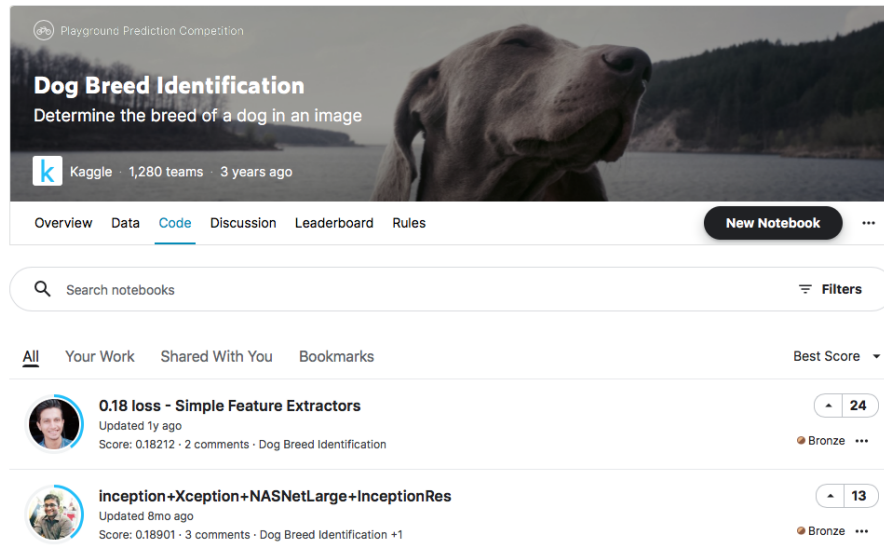 Playground Prediction Competition
Dog Breed Identification
Determine the breed of a dog in an image
k Kaggle · 1,280 teams · 3 years ago
Overview Data Code Discussion Leaderboard Rules New Notebook ···
Search notebooks Filters
All Your Work Shared With You Bookmarks Best Score
0.18 loss - Simple Feature Extractors 24
Updated 1y ago
Score: 0.18212 · 2 comments · Dog Breed Identification Bronze ···
inception+Xception+NASNetLarge+InceptionRes 13
Updated 8mo ago
Score: 0.18901 · 3 comments · Dog Breed Identification +1 Bronze ···